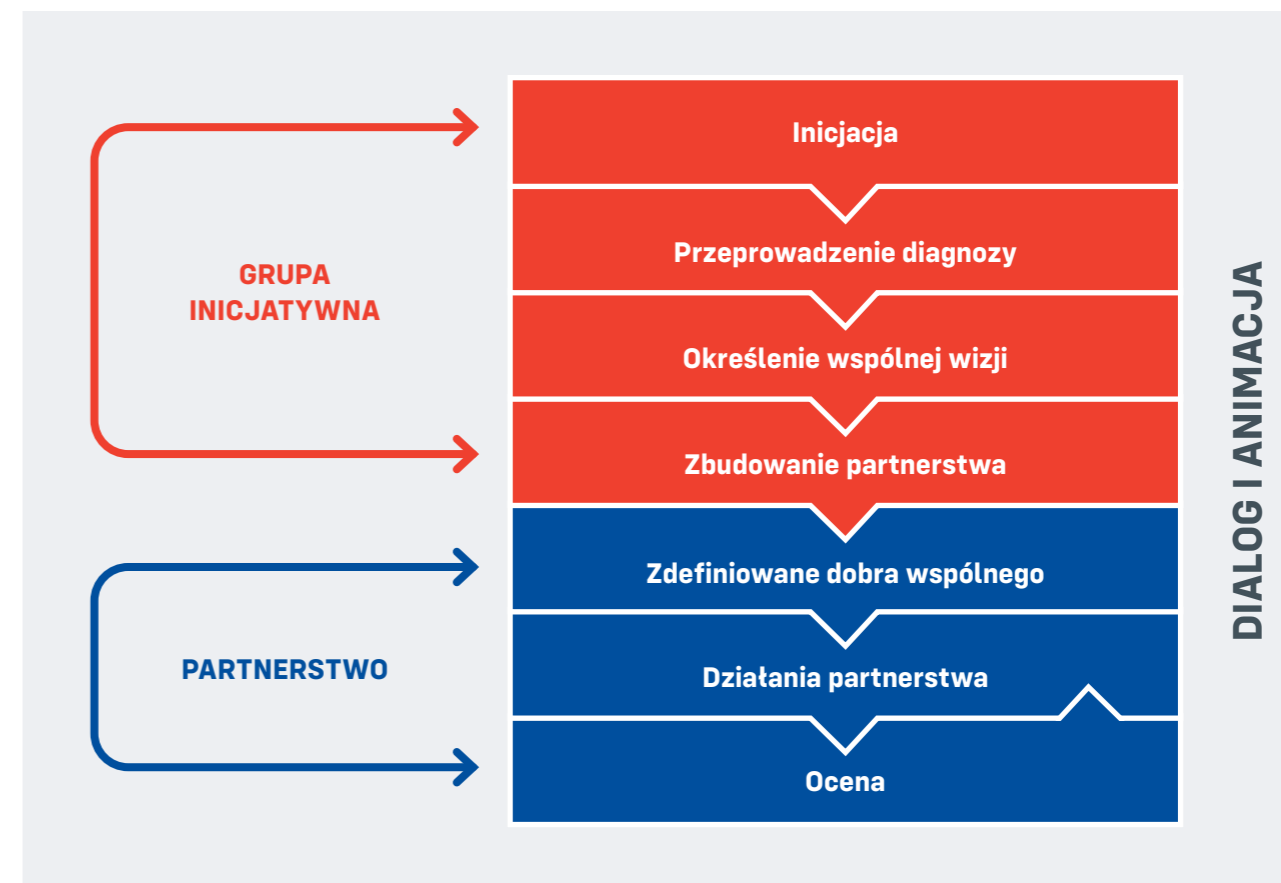 GRUPA
INICJATYWNA
PARTNERSTWO
Inicjacja
Przeprowadzenie diagnozy
Określenie wspólnej wizji
Zbudowanie partnerstwa
Zdefiniowane dobra wspólnego
Działania partnerstwa
Ocena
DIALOG I ANIMACJA